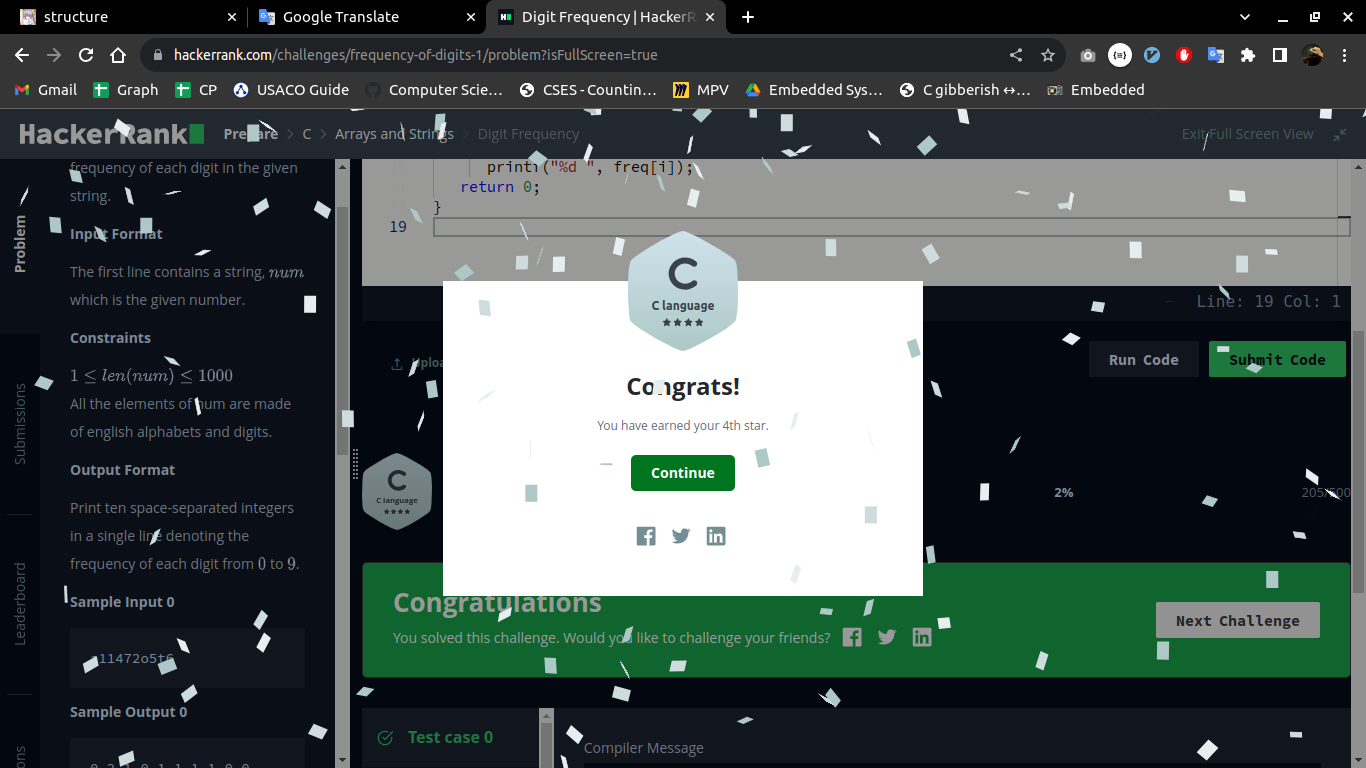 structure
Google Translate
Digit Frequency | HackerR
hackerrank.com/challenges/frequency-of-digits-1/problem?isFullScreen=true
Gmail
Graph
CP
USACO Guide
Computer Scie…
CSES - Countin…
MPV
Embedded Sys…
C gibberish ↔…
Embedded
HackerRank
Prepare > C > Arrays and Strings > Digit Frequency
Exit Full Screen View
Problem
Submissions
Leaderboard
frequency of each digit in the given
string.
Input Format
The first line contains a string, num
which is the given number.
Constraints
1 ≤ len(num) ≤ 1000
All the elements of num are made
of english alphabets and digits.
Output Format
Print ten space-separated integers
in a single line denoting the
frequency of each digit from 0 to 9.
Sample Input 0
a11472o5t6
Sample Output 0
0 2 1 0 1 1 1 1 0 0
printf("%d ", freq[i]);
return 0;
}
19
Line: 19 Col: 1
Run Code
Submit Code
C
C language
★★★★
Congrats!
You have earned your 4th star.
Continue
C
C language
★★★★
2%
Congratulations
You solved this challenge. Would you like to challenge your friends?
Next Challenge
Test case 0
Compiler Message